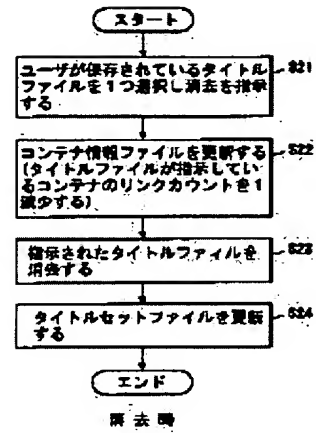 スタート
ユーザが保存されているタイトル
ファイルを1つ選択し消去を指示
する
S21
コンテナ情報ファイルを更新する
(タイトルファイルが指示してい
るコンテナのリンクカウントを1
減少する)
S22
指示されたタイトルファィルを
消去する
S23
タイトルセットファイルを更新
する
S24
エンド
消去時